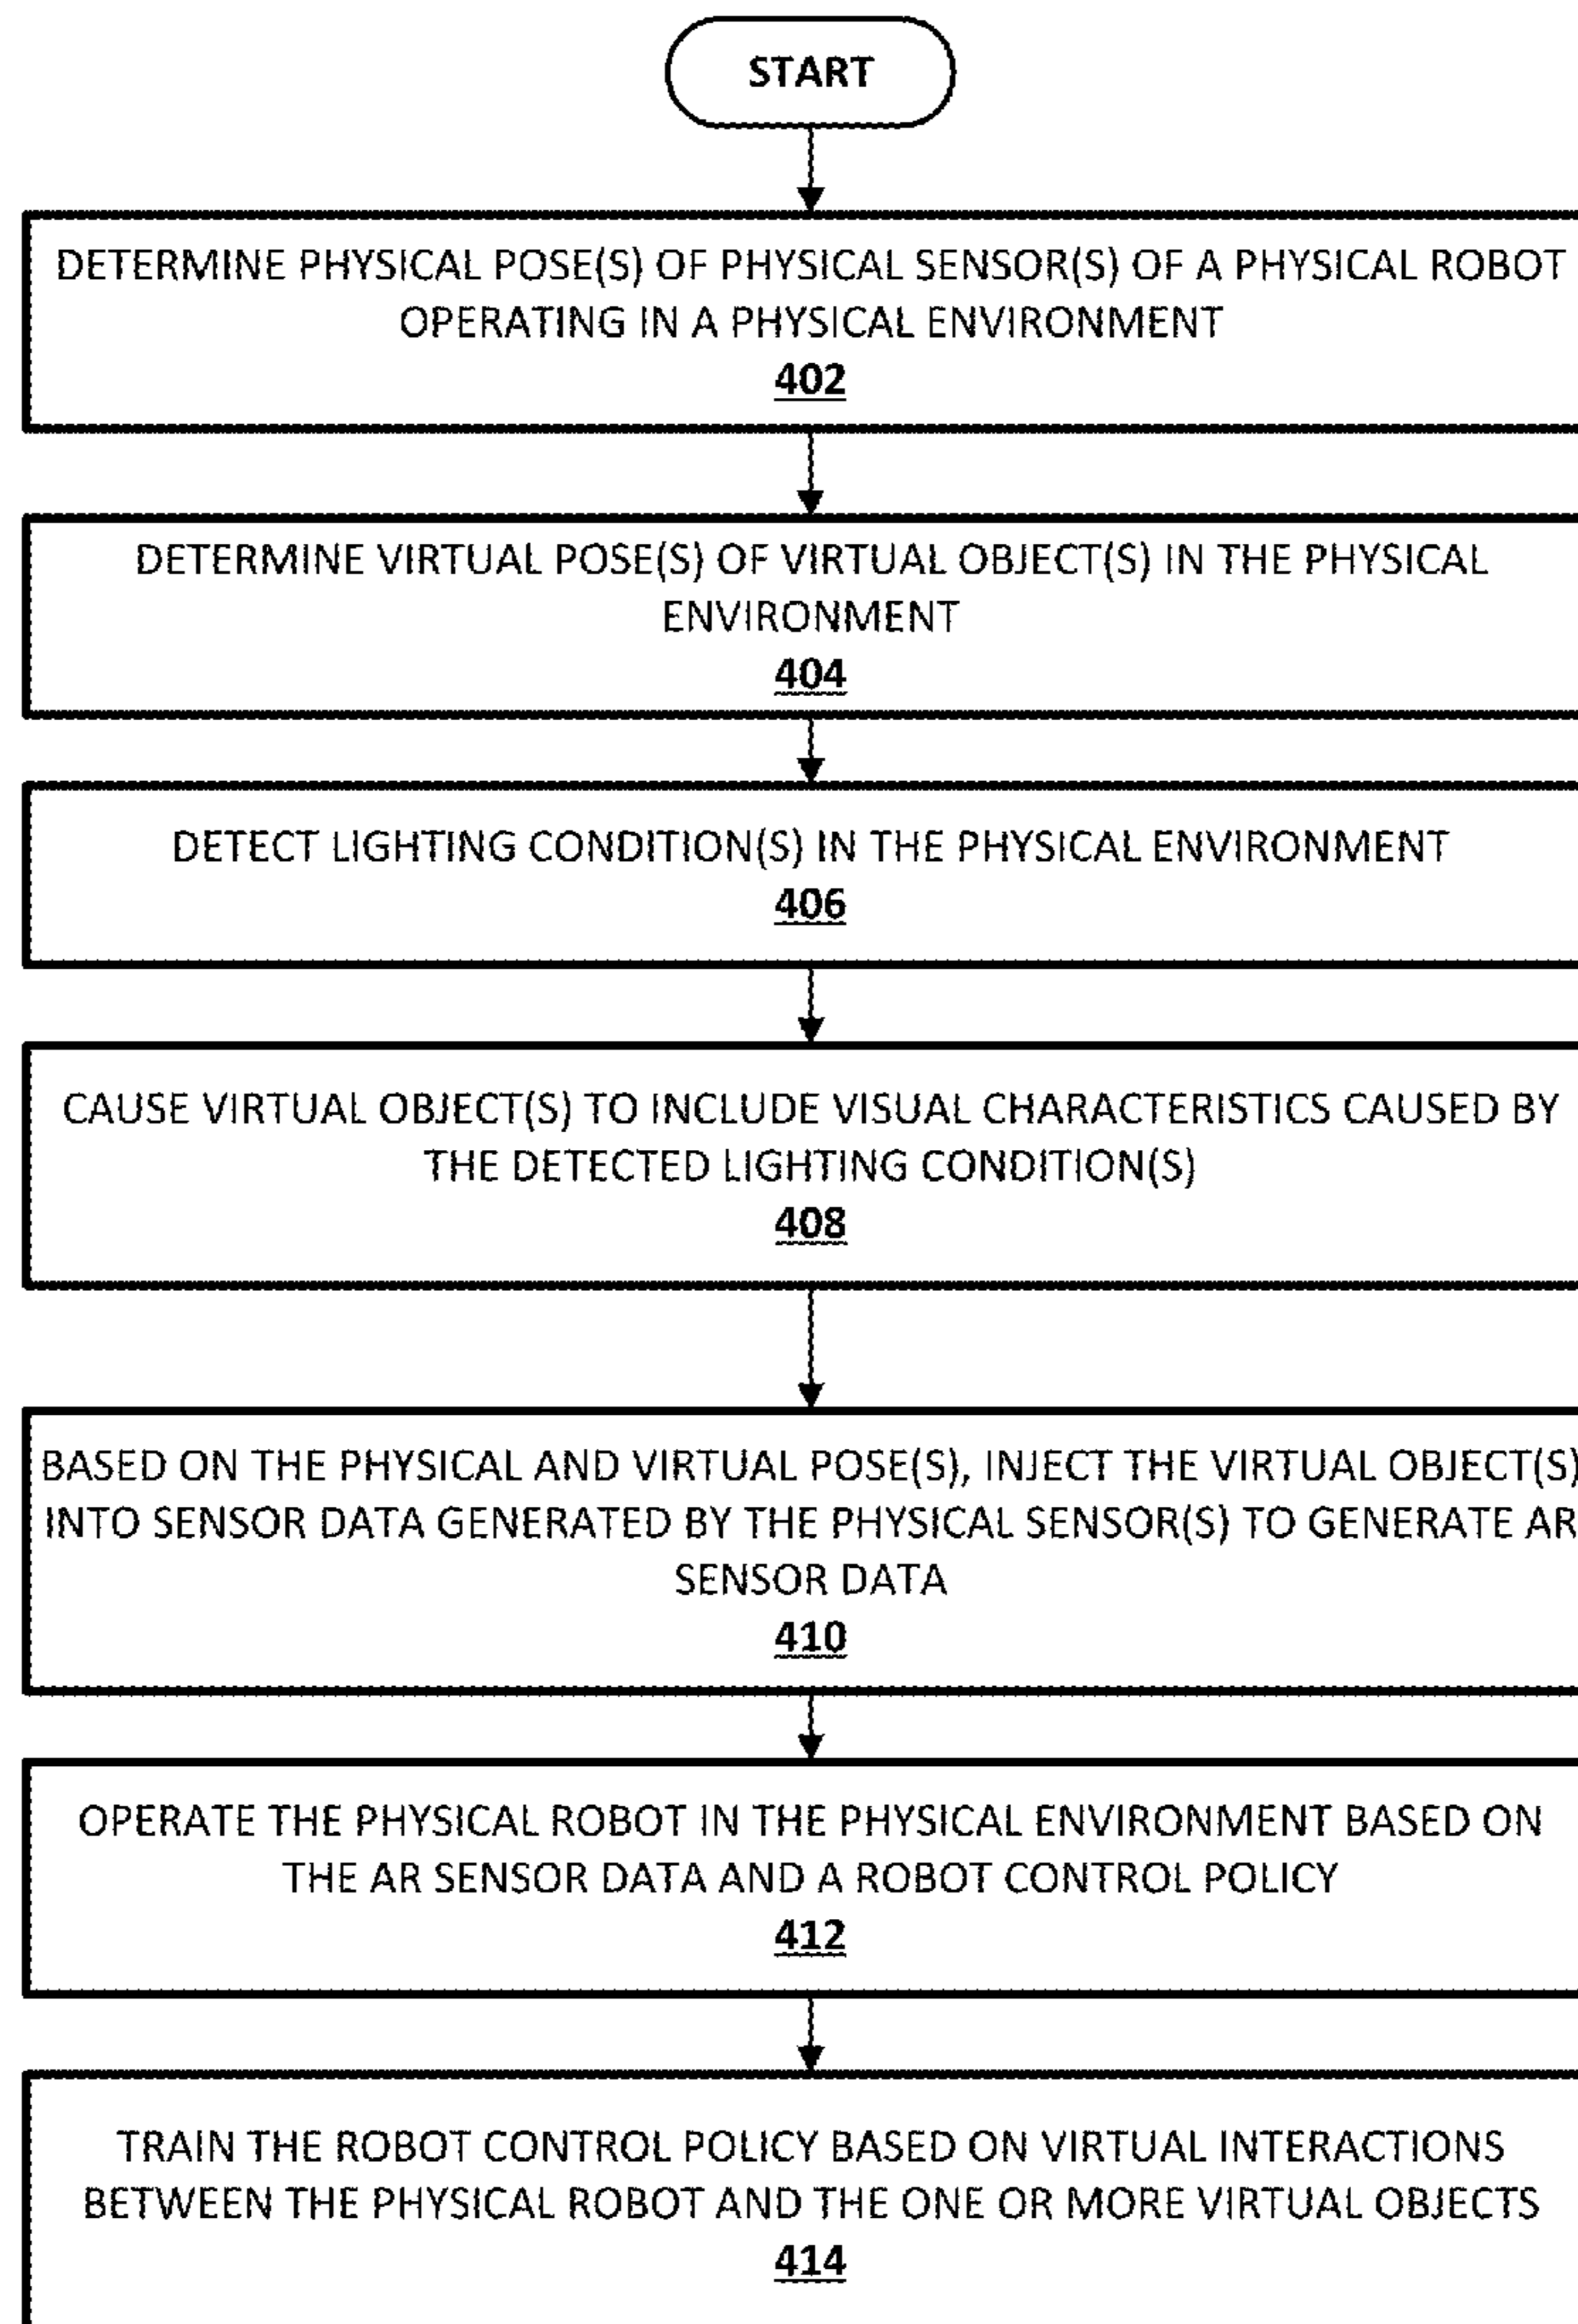 START
DETERMINE PHYSICAL POSE(S) OF PHYSICAL SENSOR(S) OF A PHYSICAL ROBOT
OPERATING IN A PHYSICAL ENVIRONMENT
402
DETERMINE VIRTUAL POSE(S) OF VIRTUAL OBJECT(S) IN THE PHYSICAL
ENVIRONMENT
404
DETECT LIGHTING CONDITION(S) IN THE PHYSICAL ENVIRONMENT
406
CAUSE VIRTUAL OBJECT(S) TO INCLUDE VISUAL CHARACTERISTICS CAUSED BY
THE DETECTED LIGHTING CONDITION(S)
408
BASED ON THE PHYSICAL AND VIRTUAL POSE(S), INJECT THE VIRTUAL OBJECT(S)
INTO SENSOR DATA GENERATED BY THE PHYSICAL SENSOR(S) TO GENERATE AR
SENSOR DATA
410
OPERATE THE PHYSICAL ROBOT IN THE PHYSICAL ENVIRONMENT BASED ON
THE AR SENSOR DATA AND A ROBOT CONTROL POLICY
412
TRAIN THE ROBOT CONTROL POLICY BASED ON VIRTUAL INTERACTIONS
BETWEEN THE PHYSICAL ROBOT AND THE ONE OR MORE VIRTUAL OBJECTS
414